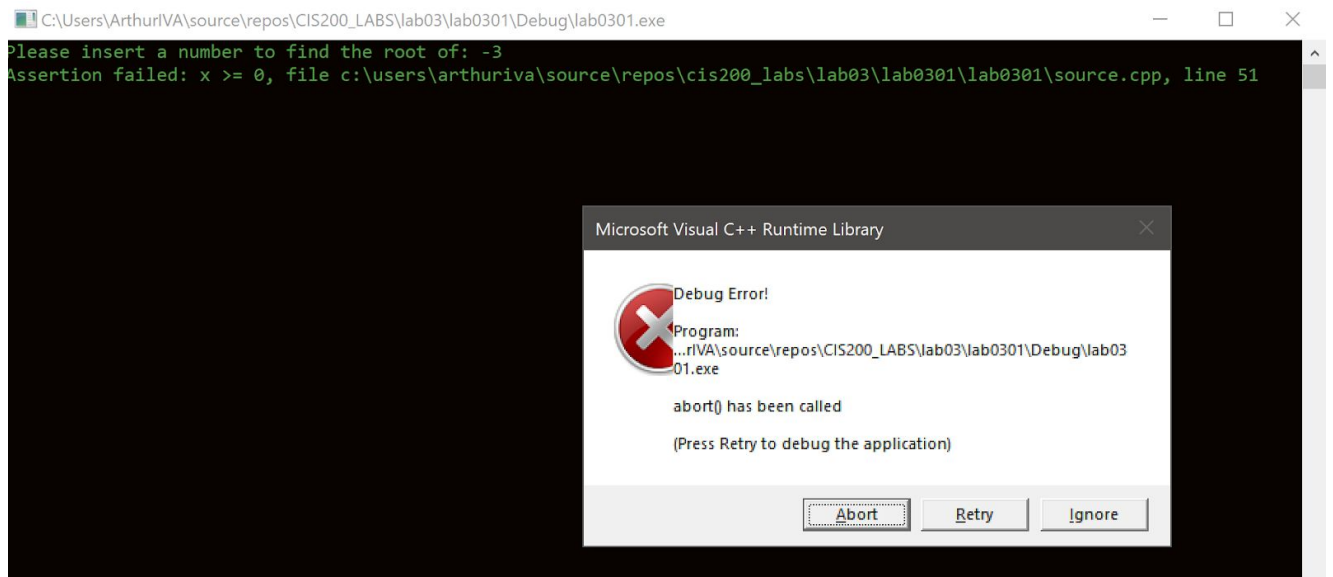 C:\Users\ArthurIVA\source\repos\CIS200_LABS\lab03\lab0301\Debug\lab0301.exe
Please insert a number to find the root of: -3
Assertion failed: x >= 0, file c:\users\arthuriva\source\repos\cis200_labs\lab03\lab0301\lab0301\source.cpp, line 51
Microsoft Visual C++ Runtime Library
Debug Error!
Program:
...rIVA\source\repos\CIS200_LABS\lab03\lab0301\Debug\lab03
01.exe
abort() has been called
(Press Retry to debug the application)
Abort Retry Ignore